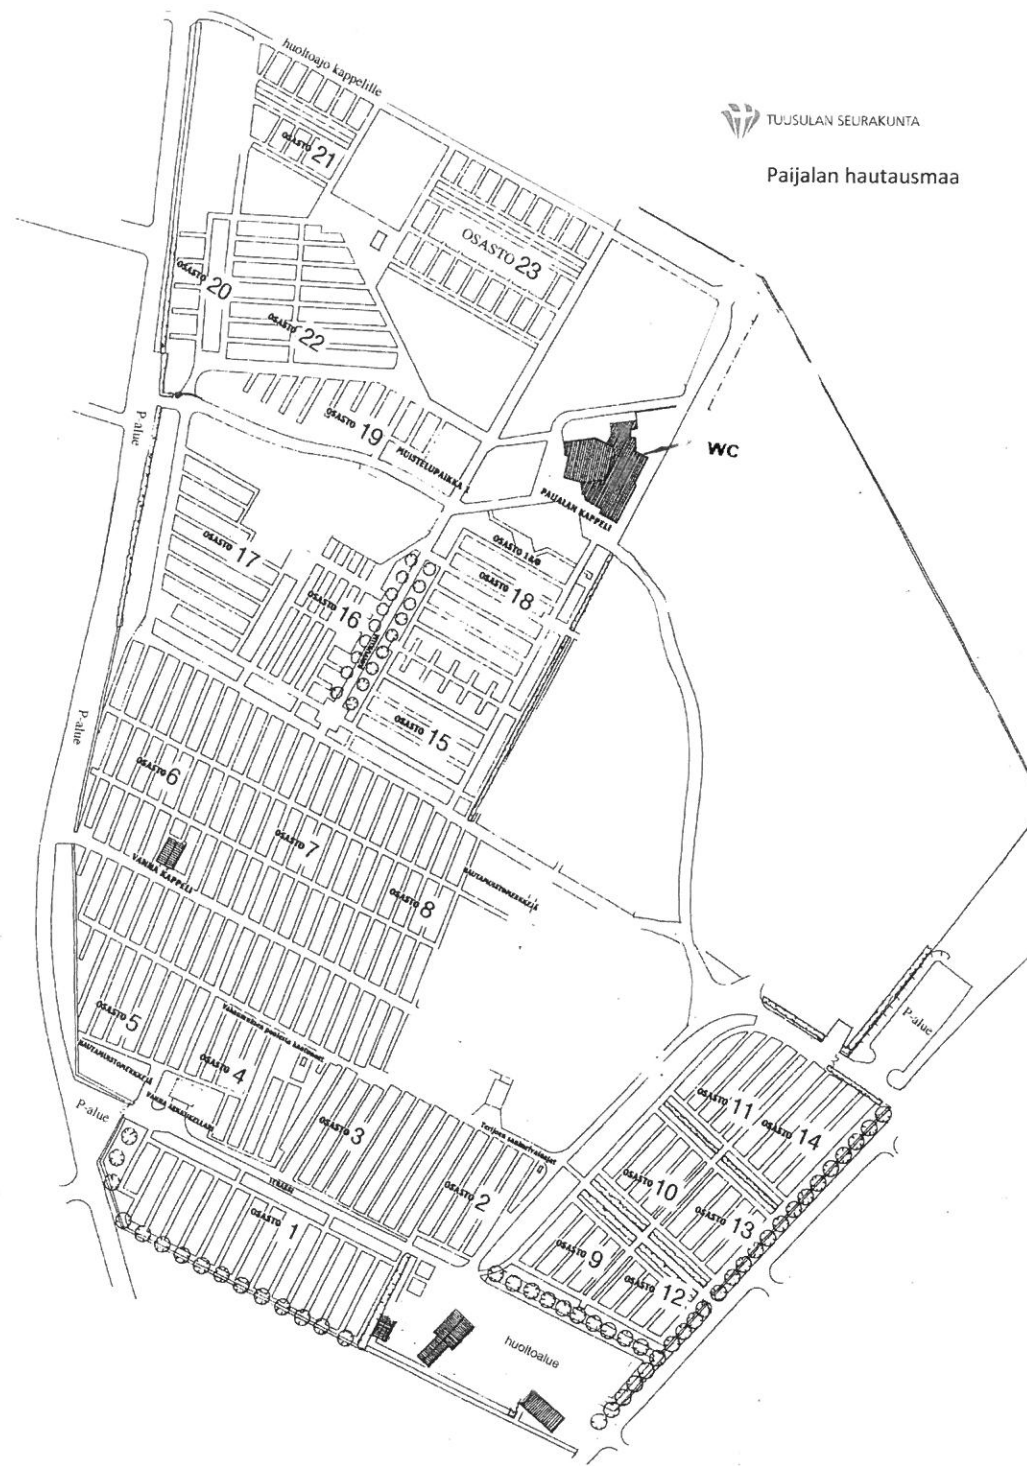 huoltoajo kappelille
TUUSULAN SEURAKUNTA
Paijalan hautausmaa
OSASTO 21
OSASTO 23
OSASTO 20
OSASTO 22
OSASTO 19
MUISTELUPAIKKA
P-alue
WC
PAIJALAN KAPPELI
OSASTO 17
OSASTO 18
OSASTO 16
OSASTO 15
P-alue
OSASTO 6
OSASTO 7
VANHA KAPPELI
OSASTO 8
HAUTAMUISTOMERKKEJÄ
P-alue
OSASTO 5
HAUTAMUISTOMERKKEJÄ
OSASTO 4
P-alue
OSASTO 3
OSASTO 11
OSASTO 14
OSASTO 2
OSASTO 10
OSASTO 13
OSASTO 1
OSASTO 9
OSASTO 12
huoltoalue